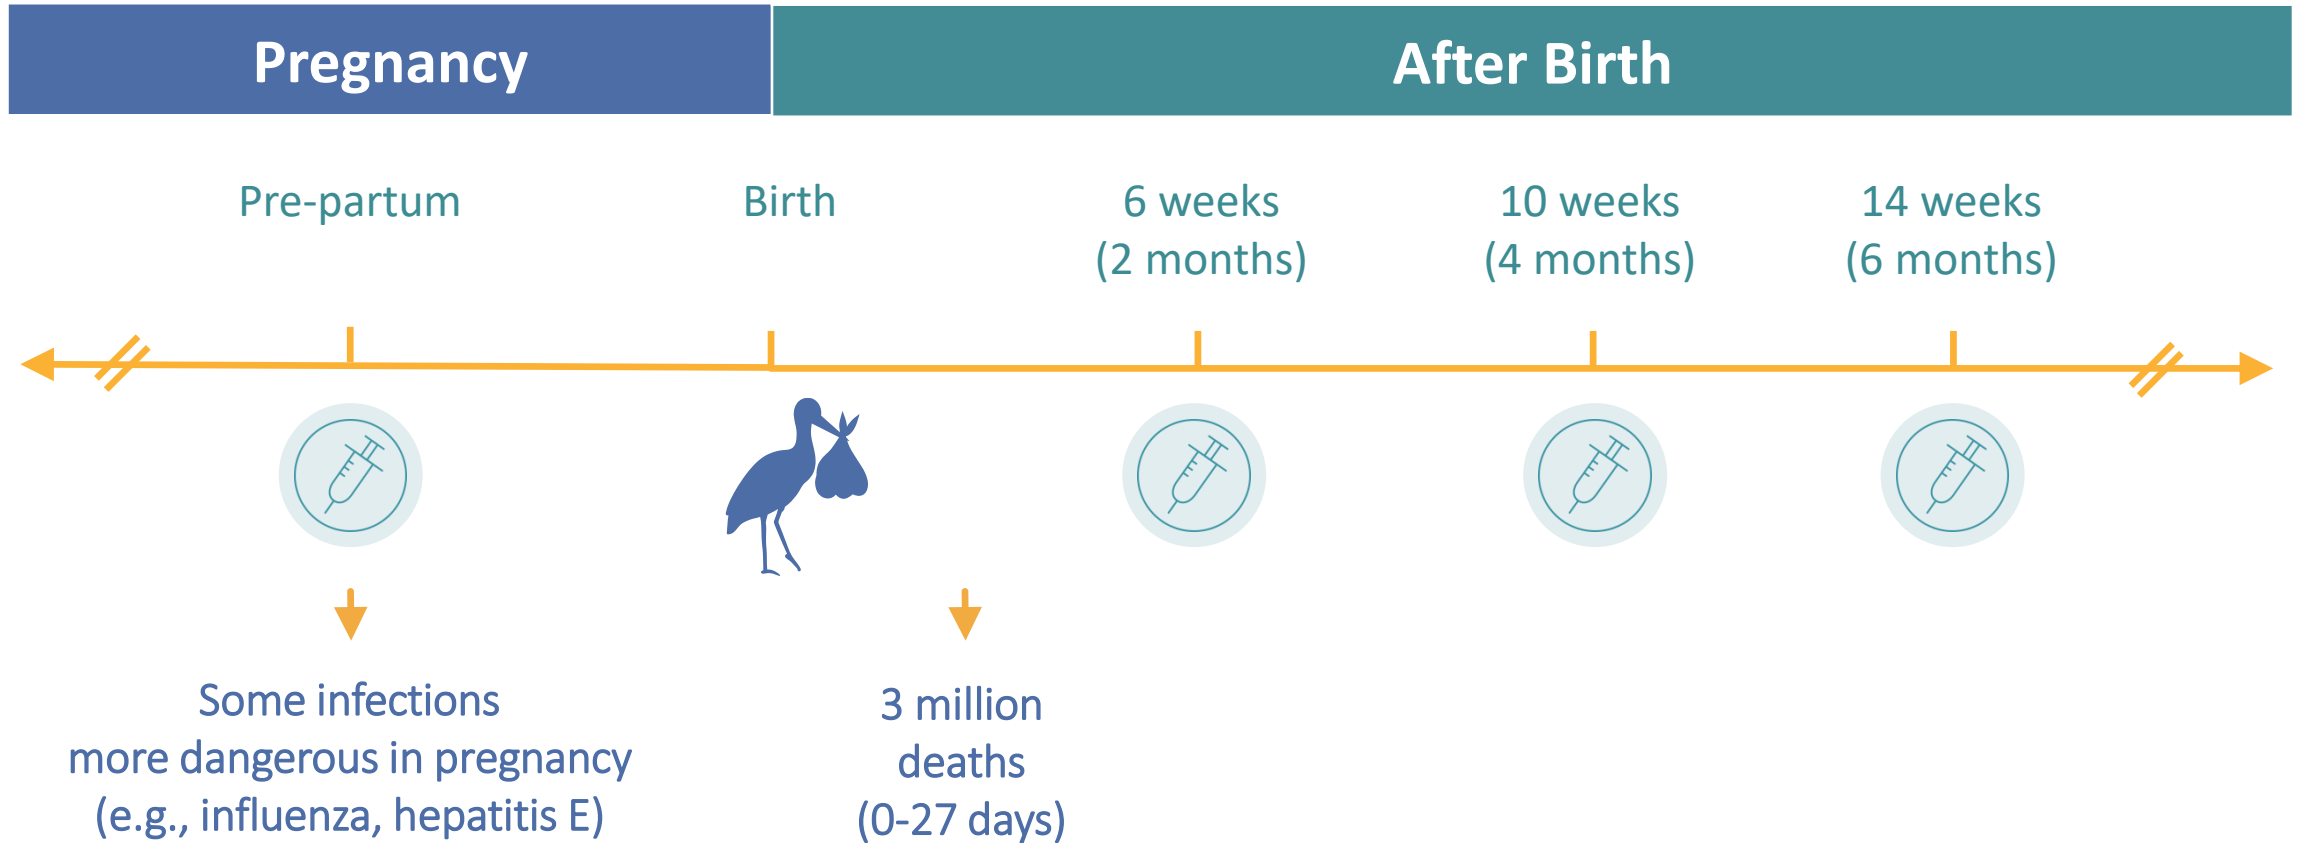 Pregnancy
After Birth
Pre-partum
Birth
6 weeks
(2 months)
10 weeks
(4 months)
14 weeks
(6 months)
Some infections
more dangerous in pregnancy
(e.g., influenza, hepatitis E)
3 million
deaths
(0-27 days)